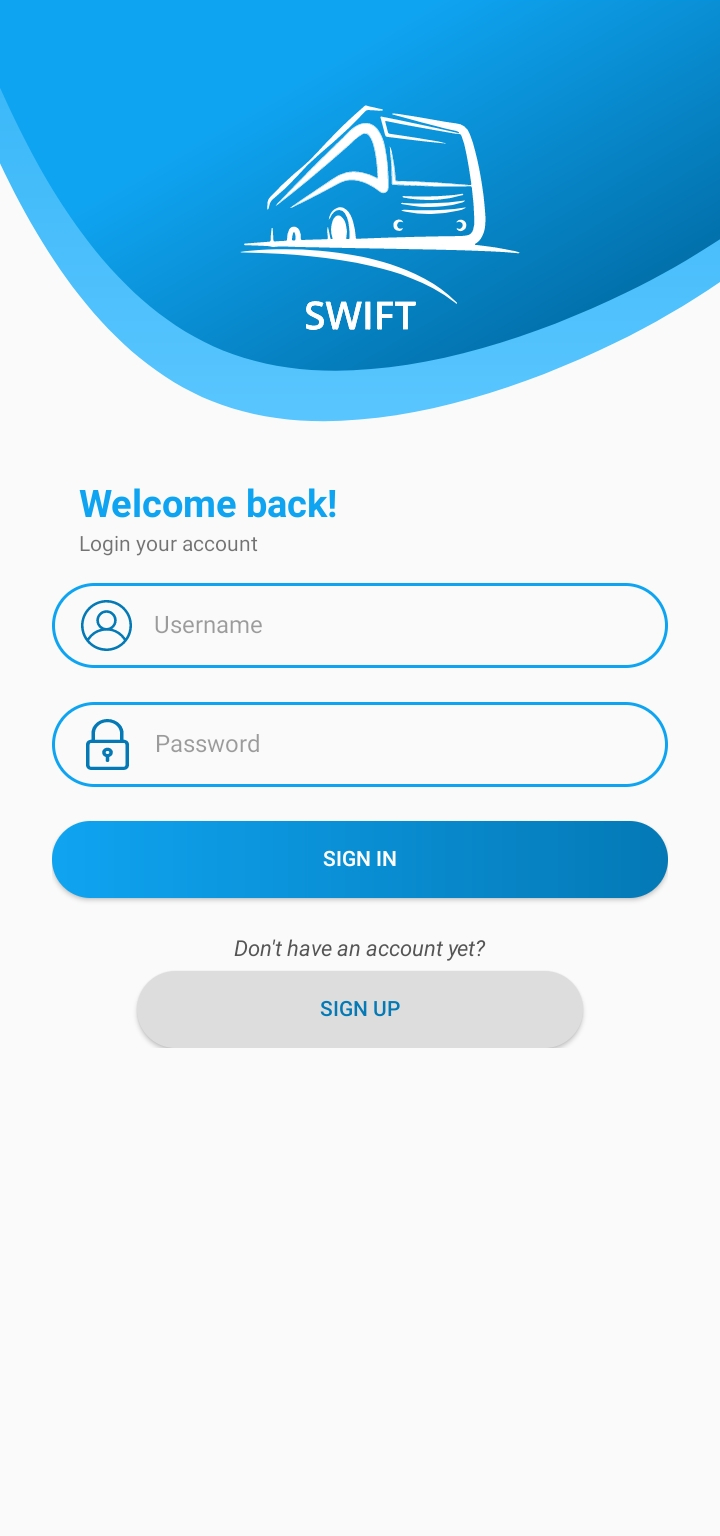 SWIFT
Welcome back!
Login your account
Username
Password
SIGN IN
Don't have an account yet?
SIGN UP